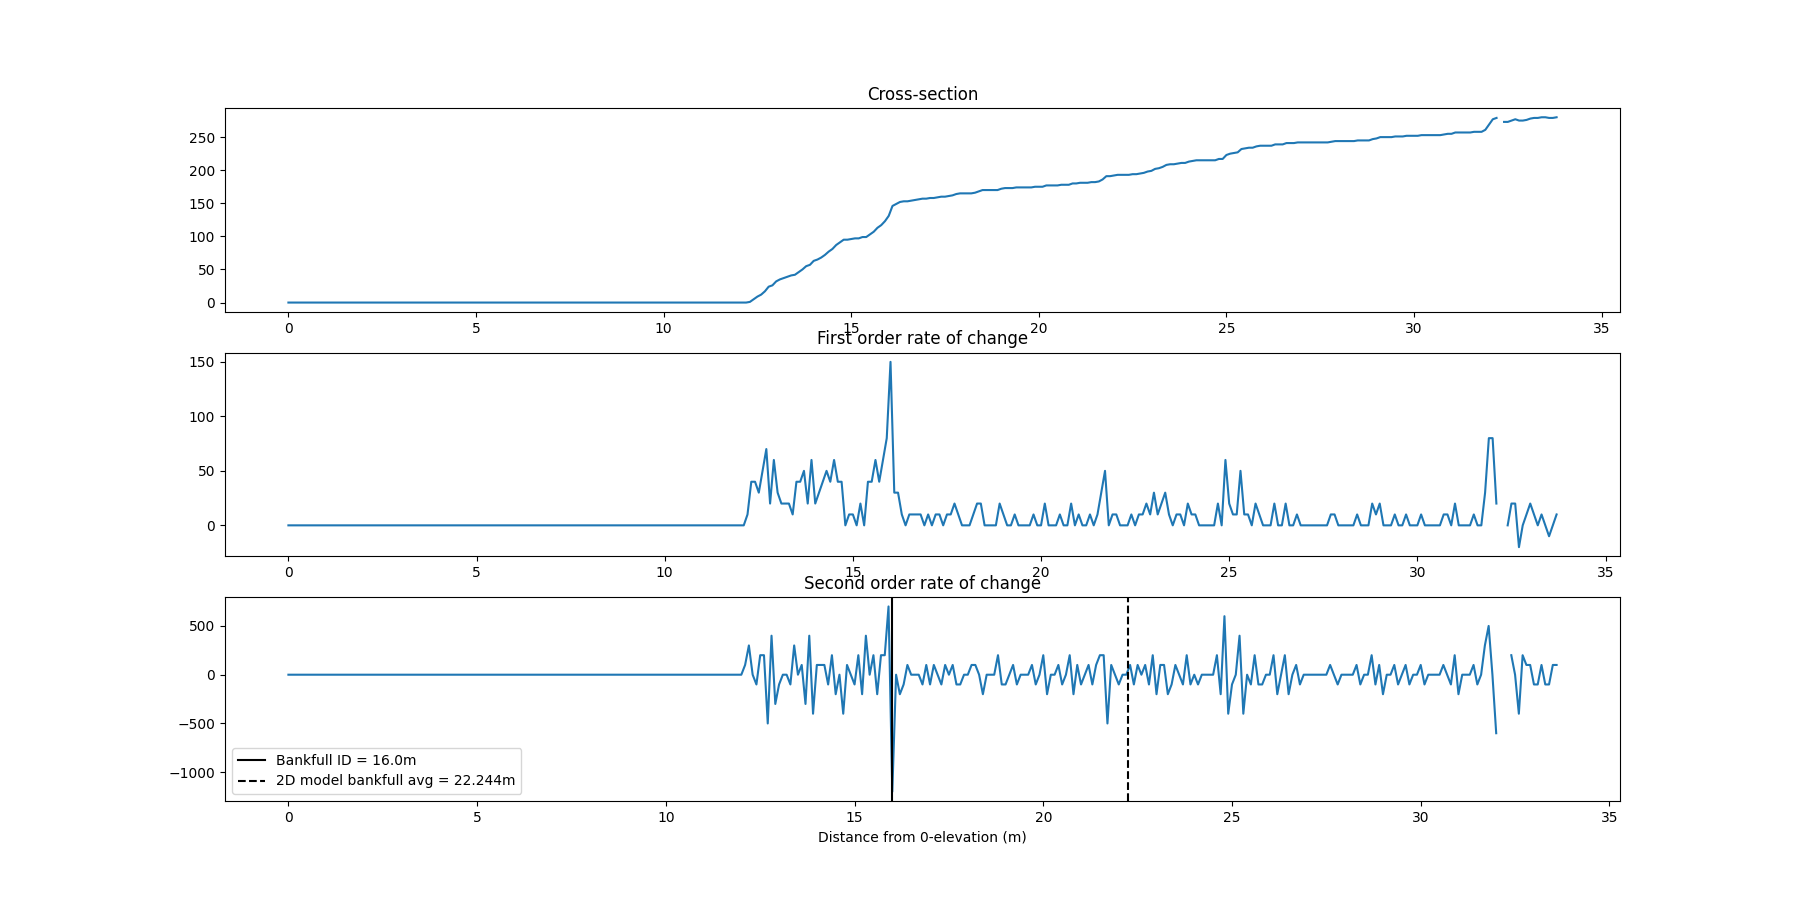 Cross-section
250
200
150
100
50
0
0 5 10 15 20 25 30 35
First order rate of change
150
100
50
0
0 5 10 15 20 25 30 35
Second order rate of change
500
0
−500
−1000
Bankfull ID = 16.0m
2D model bankfull avg = 22.244m
0 5 10 15 20 25 30 35
Distance from 0-elevation (m)